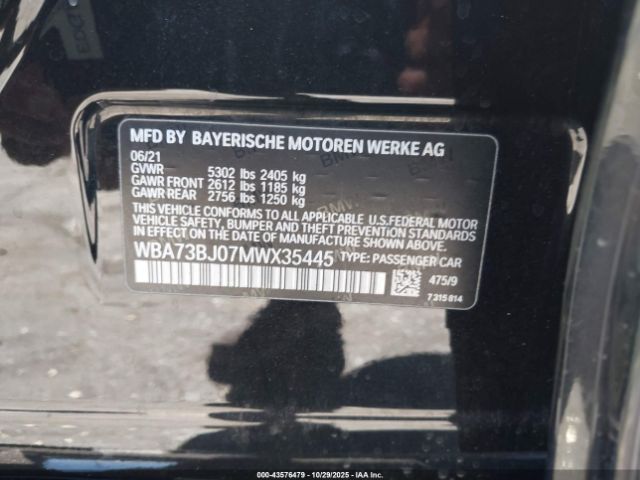 MFD BY BAYERISCHE MOTOREN WERKE AG
06/21
GVWR 5302 lbs 2405 kg
GAWR FRONT 2612 lbs 1185 kg
GAWR REAR 2756 lbs 1250 kg
THIS VEHICLE CONFORMS TO ALL APPLICABLE U.S.FEDERAL MOTOR
VEHICLE SAFETY, BUMPER AND THEFT PREVENTION STANDARDS
IN EFFECT ON THE DATE OF MANUFACTURE SHOWN ABOVE.
WBA73BJ07MWX35445 TYPE: PASSENGER CAR
475/9
7 315 814
000-43576479 | 10/29/2025 - IAAI.com